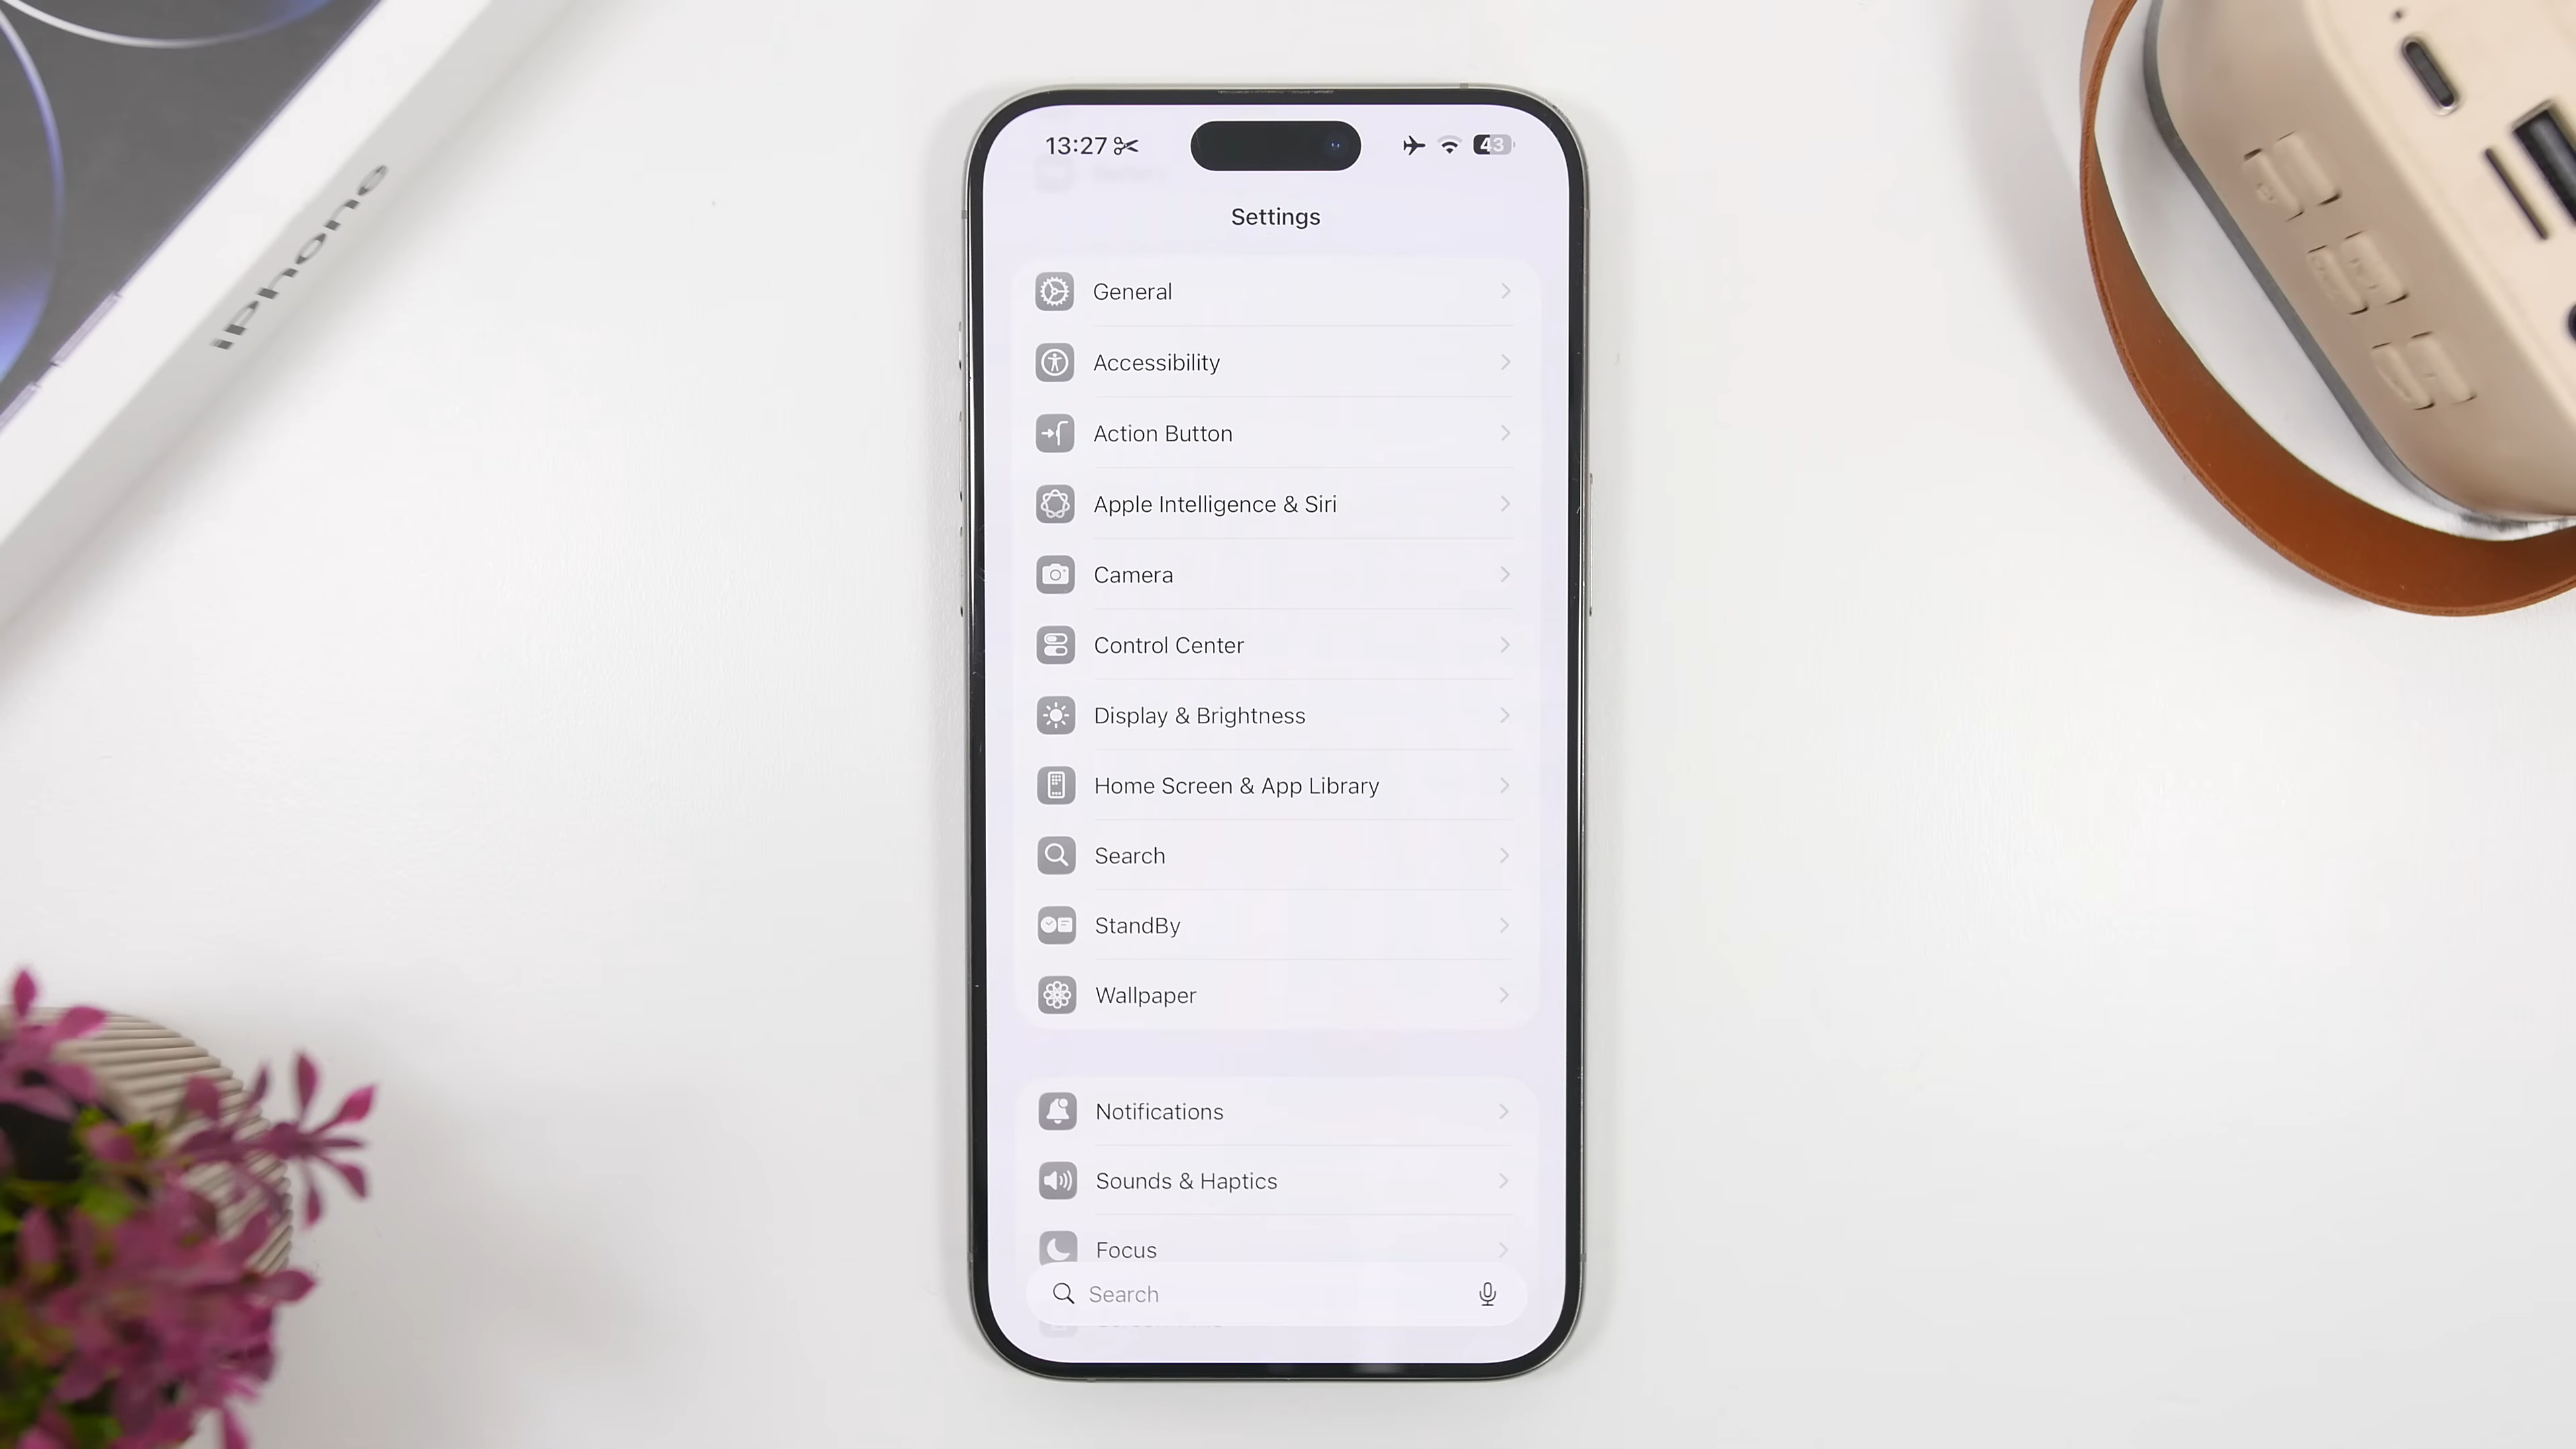 13:27
43
Settings
General
Accessibility
Action Button
Apple Intelligence & Siri
Camera
Control Center
Display & Brightness
Home Screen & App Library
Search
StandBy
Wallpaper
Notifications
Sounds & Haptics
Focus
Search